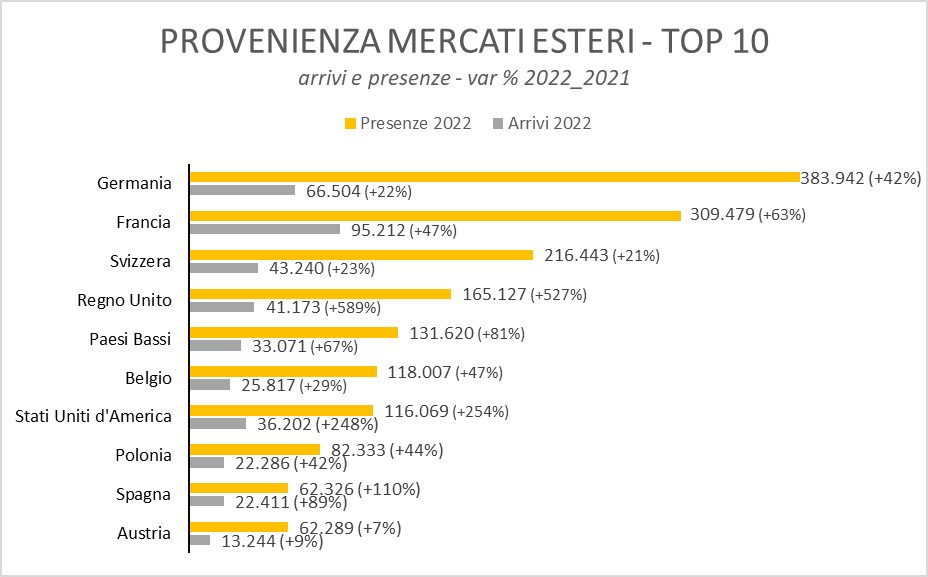 PROVENIENZA MERCATI ESTERI - TOP 10
arrivi e presenze - var % 2022_2021
Presenze 2022 Arrivi 2022
Germania
383.942 (+42%)
66.504 (+22%)
Francia
309.479 (+63%)
95.212 (+47%)
Svizzera
216.443 (+21%)
43.240 (+23%)
Regno Unito
165.127 (+527%)
41.173 (+589%)
Paesi Bassi
131.620 (+81%)
33.071 (+67%)
Belgio
118.007 (+47%)
25.817 (+29%)
Stati Uniti d'America
116.069 (+254%)
36.202 (+248%)
Polonia
82.333 (+44%)
22.286 (+42%)
Spagna
62.326 (+110%)
22.411 (+89%)
Austria
62.289 (+7%)
13.244 (+9%)